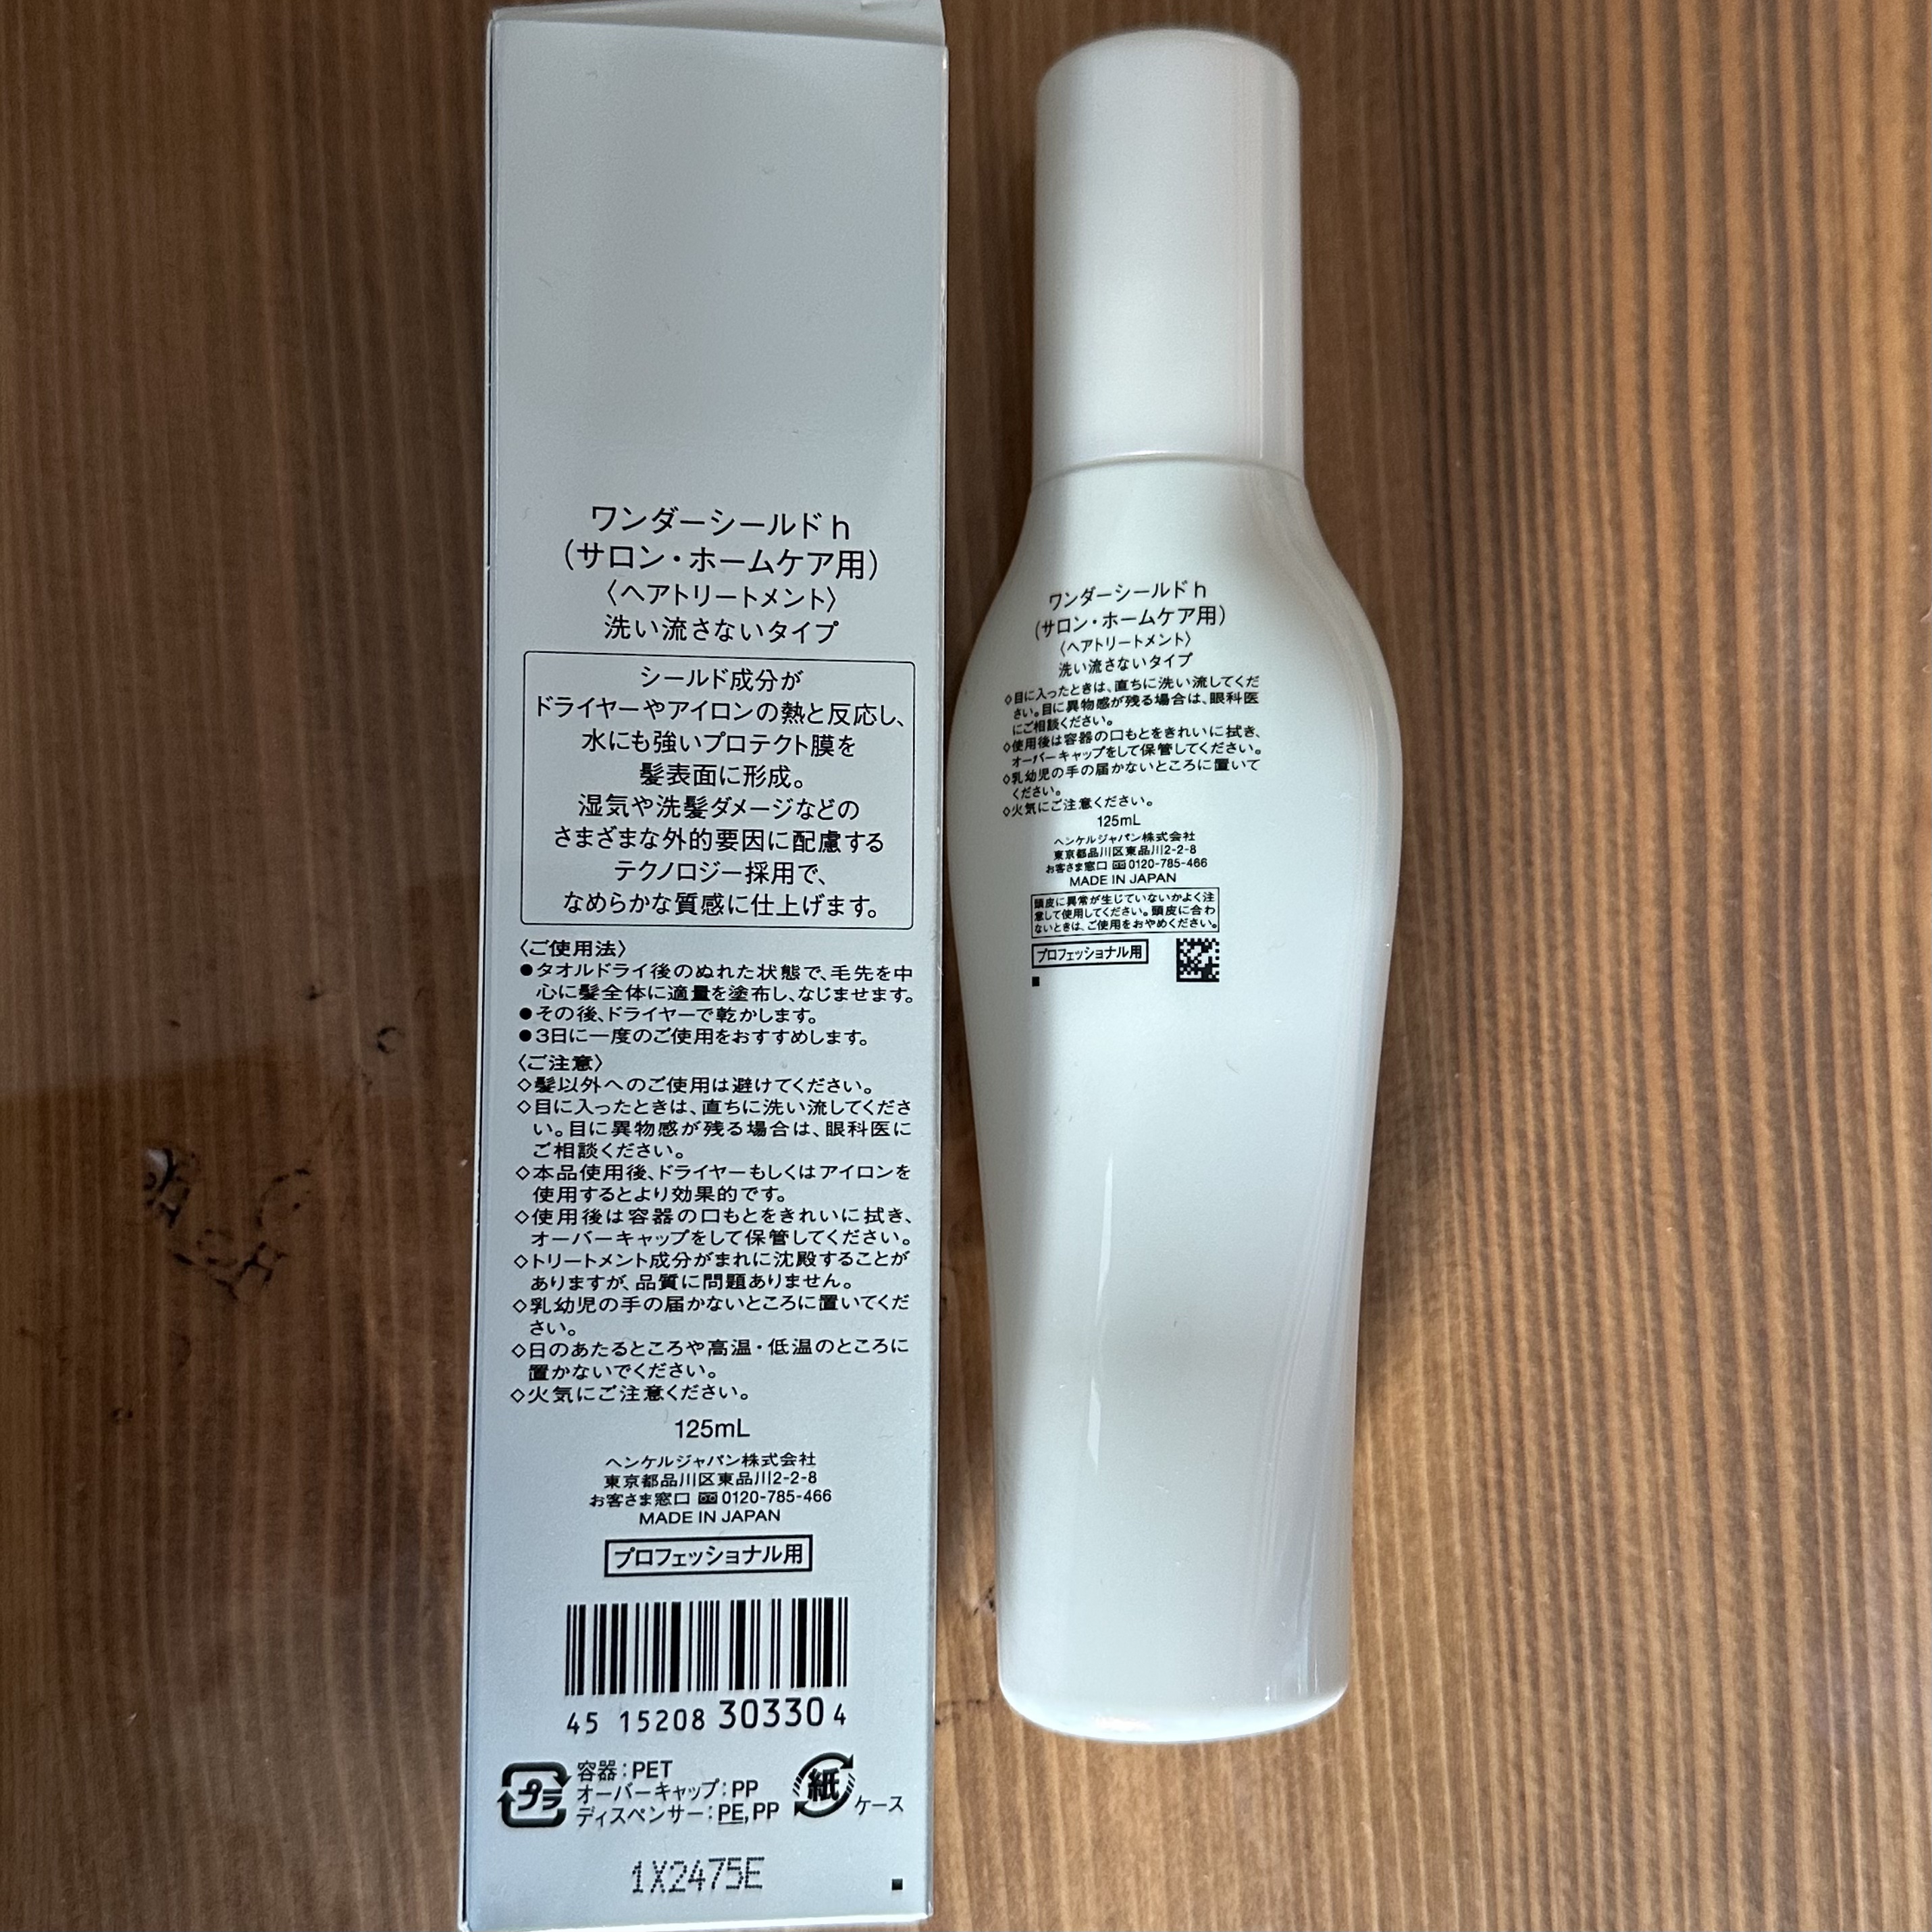 ワンダーシールド h
(サロン・ホームケア用)
〈ヘアトリートメント〉
洗い流さないタイプ
シールド成分が
ドライヤーやアイロンの熱と反応し、
水にも強いプロテクト膜を
髪表面に形成。
湿気や洗髪ダメージなどの
さまざまな外的要因に配慮する
テクノロジー採用で、
なめらかな質感に仕上げます。
〈ご使用法〉
●タオルドライ後のぬれた状態で、毛先を中
心に髪全体に適量を塗布し、なじませます。
●その後、ドライヤーで乾かします。
●3日に一度のご使用をおすすめします。
〈ご注意〉
◇髪以外へのご使用は避けてください。
◇目に入ったときは、直ちに洗い流してくださ
い。目に異物感が残る場合は、眼科医に
ご相談ください。
◇本品使用後、ドライヤーもしくはアイロンを
使用するとより効果的です。
◇使用後は容器の口もとをきれいに拭き、
オーバーキャップをして保管してください。
◇トリートメント成分がまれに沈殿することが
ありますが、品質に問題ありません。
◇乳幼児の手の届かないところに置いてくだ
さい。
◇日のあたるところや高温・低温のところに
置かないでください。
◇火気にご注意ください。
125mL
ヘンケルジャパン株式会社
東京都品川区東品川2-2-8
お客さま窓口 0120-785-466
MADE IN JAPAN
プロフェッショナル用
45 15208 30330 4
プラ
容器:PET
オーバーキャップ:PP
ディスペンサー:PE, PP
紙
ケース
1X2475E
ワンダーシールド h
(サロン・ホームケア用)
〈ヘアトリートメント〉
洗い流さないタイプ
◇目に入ったときは、直ちに洗い流してくだ
さい。目に異物感が残る場合は、眼科医
にご相談ください。
◇使用後は容器の口もとをきれいに拭き、
オーバーキャップをして保管してください。
◇乳幼児の手の届かないところに置いて
ください。
◇火気にご注意ください。
125mL
ヘンケルジャパン株式会社
東京都品川区東品川2-2-8
お客さま窓口 0120-785-466
MADE IN JAPAN
頭皮に異常が生じていないかよく注
意して使用してください。頭皮に合わ
ないときは、ご使用をおやめください。
プロフェッショナル用